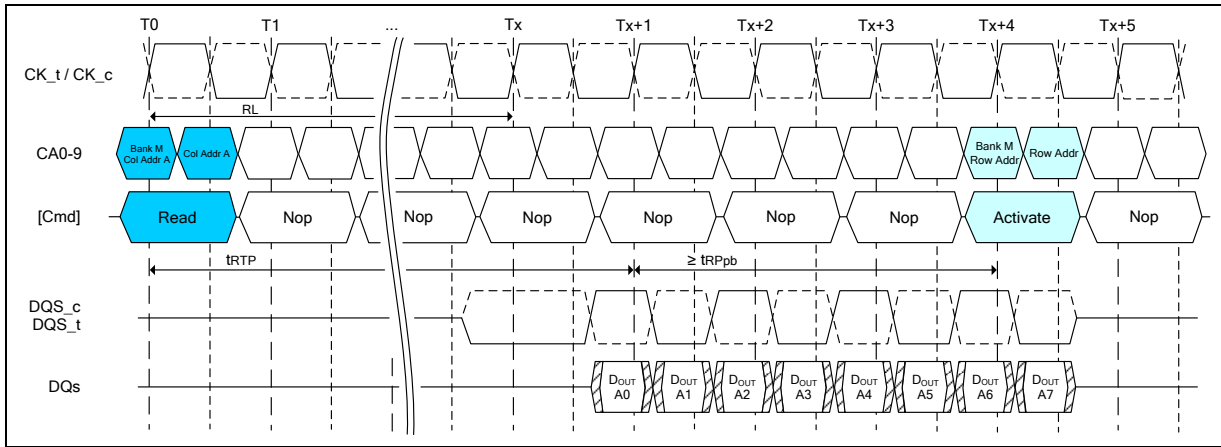 T0 T1 ... Tx Tx+1 Tx+2 Tx+3 Tx+4 Tx+5
CK_t / CK_c
RL
CA0-9 Bank M Col Addr A Col Addr A Bank M Row Addr Row Addr
[Cmd] Read Nop Nop Nop Nop Nop Nop Activate Nop
tRTP ≥ tRPpb
DQS_c
DQS_t
DQs DOUT A0 DOUT A1 DOUT A2 DOUT A3 DOUT A4 DOUT A5 DOUT A6 DOUT A7